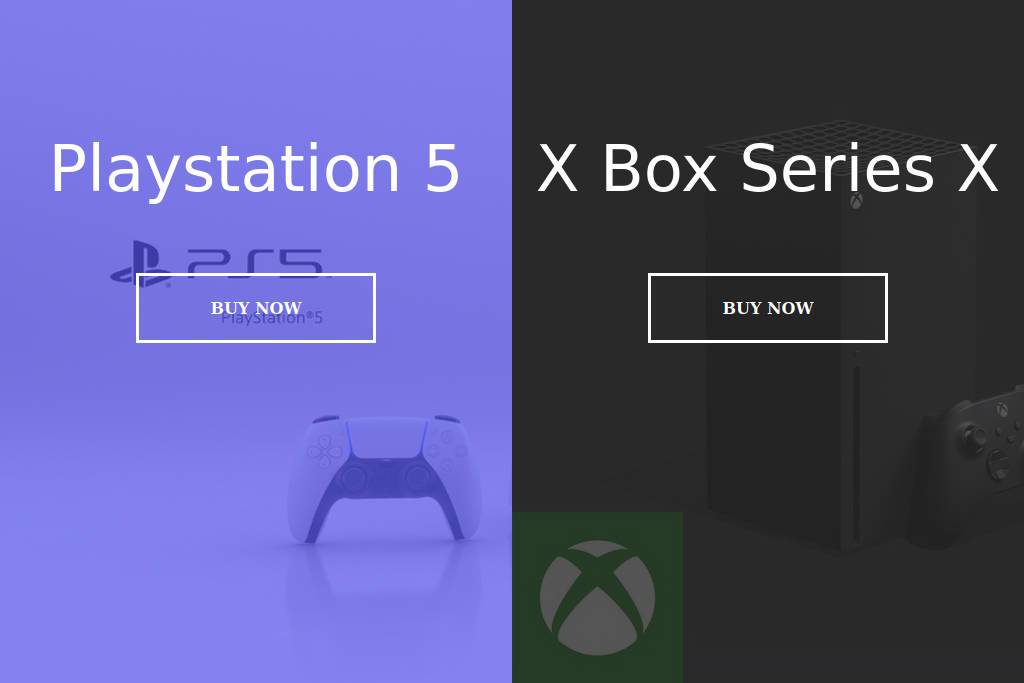 Playstation 5
PS5
BUY NOW
PlayStation®5
X Box Series X
BUY NOW